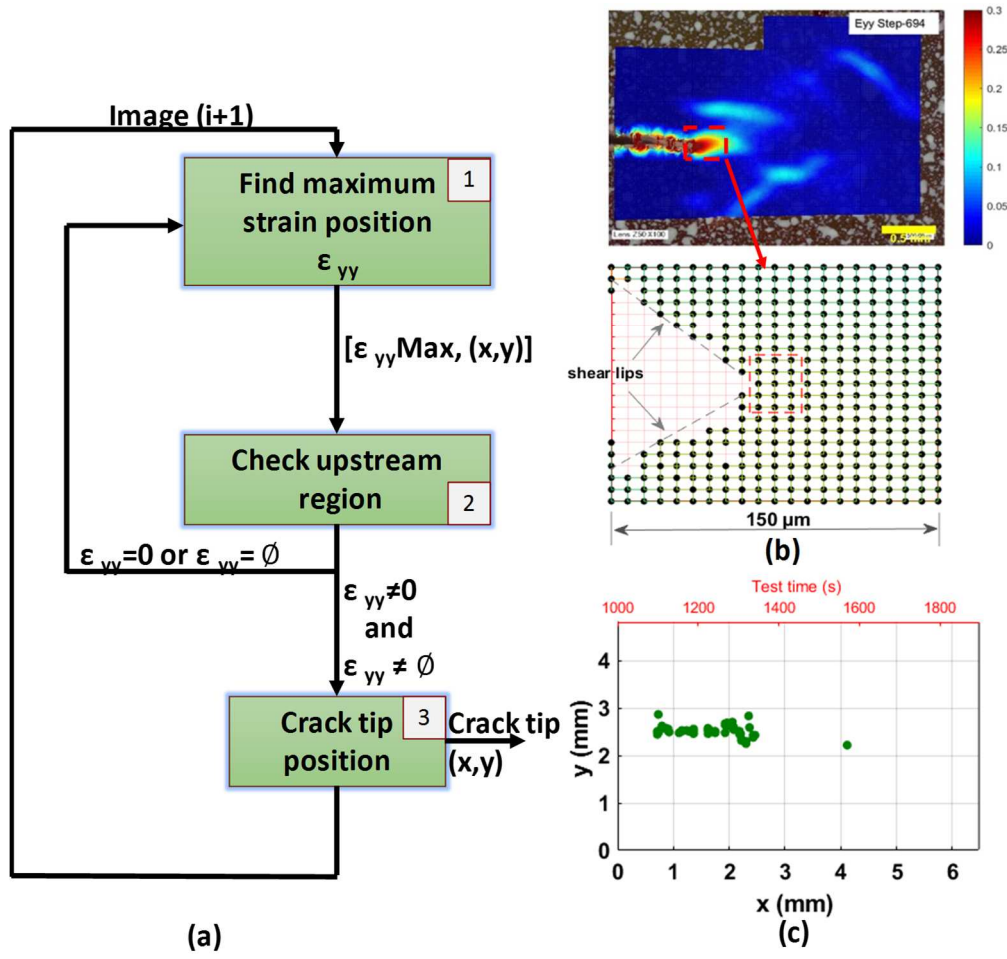 Image (i+1)
1
Find maximum
strain position
ε yy
[ε yyMax, (x,y)]
Check upstream
region
2
ε yy=0 or ε yy= ∅
ε yy≠0
and
ε yy ≠ ∅
3
Crack tip
position
Crack tip
(x,y)
(a)
Eyy Step-694
0.3
0.25
0.2
0.15
0.1
0.05
0
Lens Z50 X100
shear lips
150 µm
(b)
Test time (s)
1000 1200 1400 1600 1800
4
3
2
1
0
y (mm)
0 1 2 3 4 5 6
x (mm)
(c)